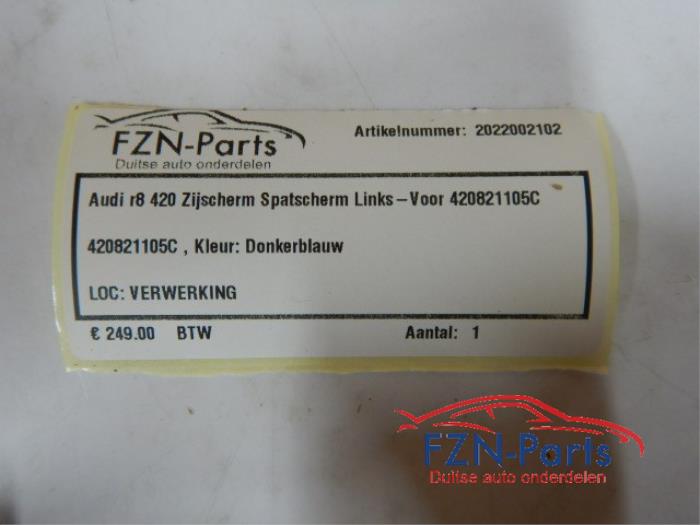 FZN-Parts
Duitse auto onderdelen
Artikelnummer: 2022002102
Audi r8 420 Zijscherm Spatscherm Links-Voor 420821105C
420821105C , Kleur: Donkerblauw
LOC: VERWERKING
€ 249.00 BTW Aantal: 1
FZN-Parts
Duitse auto onderdelen